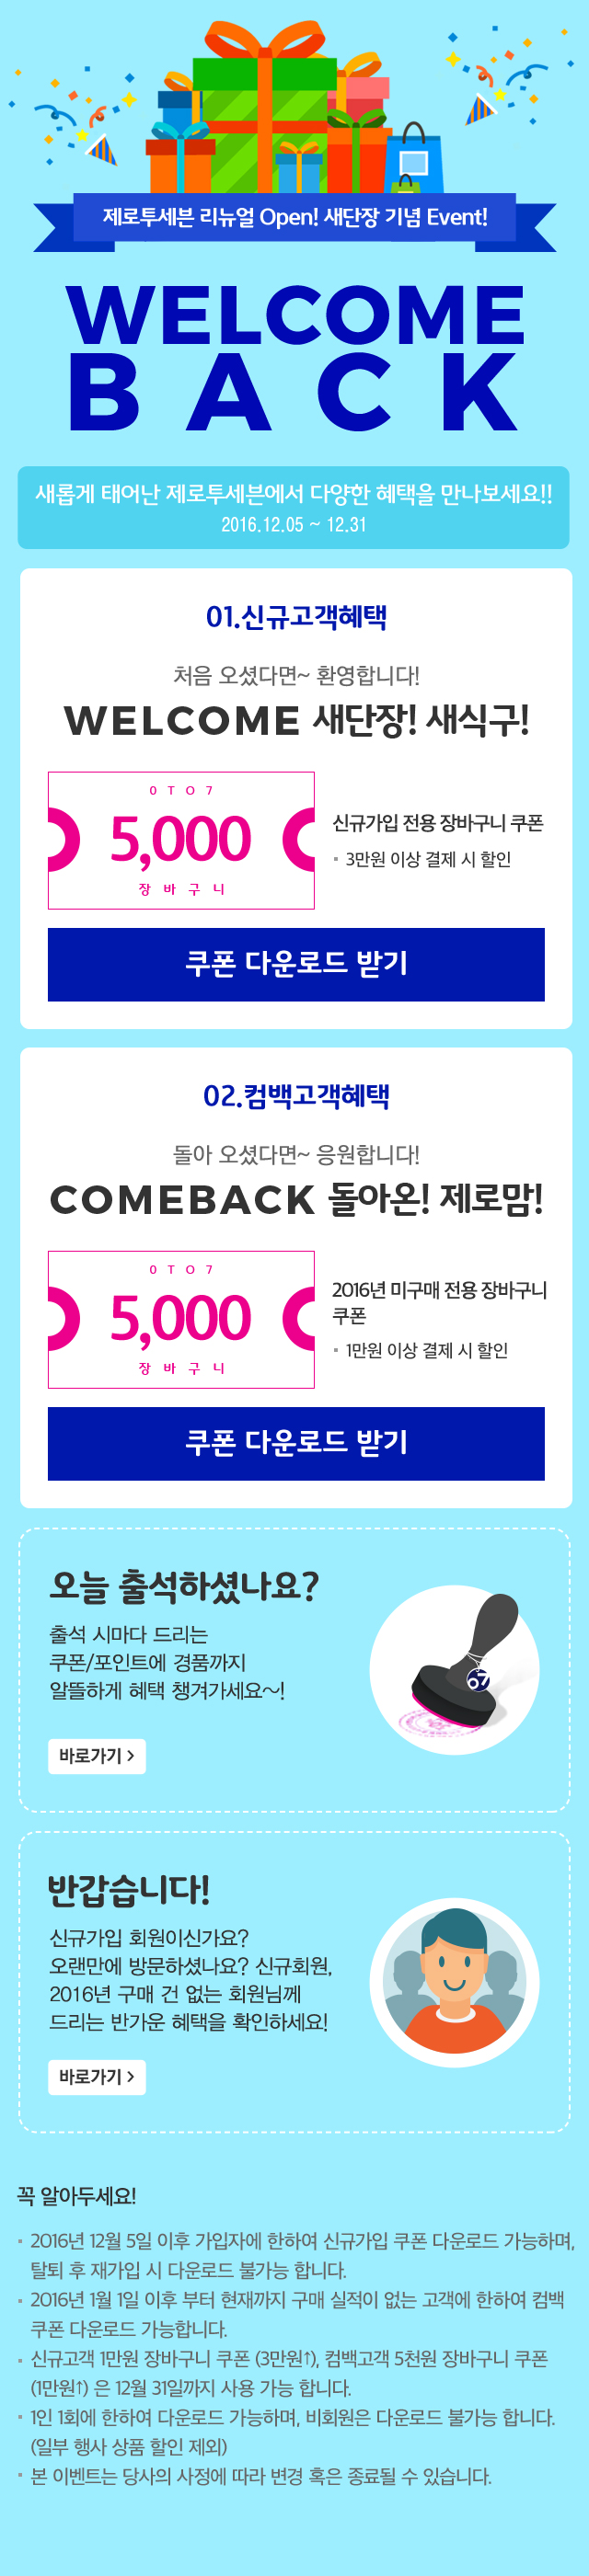 제로투세븐 리뉴얼 Open! 새단장 기념 Event!
WELCOME
BACK
새롭게 태어난 제로투세븐에서 다양한 혜택을 만나보세요!!
2016.12.05 ~ 12.31
01.신규고객혜택
처음 오셨다면~ 환영합니다!
WELCOME 새단장! 새식구!
0 T O 7
5,000
장 바 구 니
신규가입 전용 장바구니 쿠폰
· 3만원 이상 결제 시 할인
쿠폰 다운로드 받기
02.컴백고객혜택
돌아 오셨다면~ 응원합니다!
COMEBACK 돌아온! 제로맘!
0 T O 7
5,000
장 바 구 니
2016년 미구매 전용 장바구니
쿠폰
· 1만원 이상 결제 시 할인
쿠폰 다운로드 받기
오늘 출석하셨나요?
출석 시마다 드리는
쿠폰/포인트에 경품까지
알뜰하게 혜택 챙겨가세요~!
바로가기 >
반갑습니다!
신규가입 회원이신가요?
오랜만에 방문하셨나요? 신규회원,
2016년 구매 건 없는 회원님께
드리는 반가운 혜택을 확인하세요!
바로가기 >
꼭 알아두세요!
· 2016년 12월 5일 이후 가입자에 한하여 신규가입 쿠폰 다운로드 가능하며,
탈퇴 후 재가입 시 다운로드 불가능 합니다.
· 2016년 1월 1일 이후 부터 현재까지 구매 실적이 없는 고객에 한하여 컴백
쿠폰 다운로드 가능합니다.
· 신규고객 1만원 장바구니 쿠폰 (3만원↑), 컴백고객 5천원 장바구니 쿠폰
(1만원↑) 은 12월 31일까지 사용 가능 합니다.
· 1인 1회에 한하여 다운로드 가능하며, 비회원은 다운로드 불가능 합니다.
(일부 행사 상품 할인 제외)
· 본 이벤트는 당사의 사정에 따라 변경 혹은 종료될 수 있습니다.